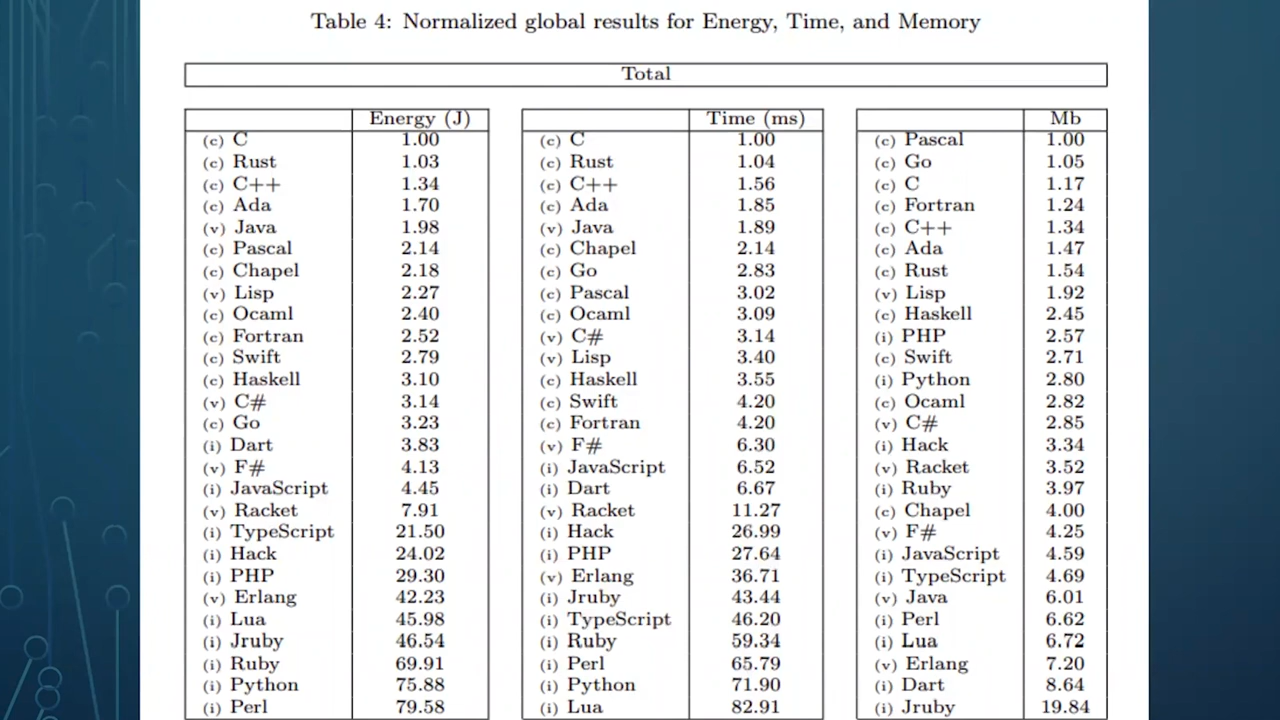 Table 4: Normalized global results for Energy, Time, and Memory
Total
Energy (J) Time (ms) Mb
(c) C 1.00 (c) C 1.00 (c) Pascal 1.00
(c) Rust 1.03 (c) Rust 1.04 (c) Go 1.05
(c) C++ 1.34 (c) C++ 1.56 (c) C 1.17
(c) Ada 1.70 (c) Ada 1.85 (c) Fortran 1.24
(v) Java 1.98 (v) Java 1.89 (c) C++ 1.34
(c) Pascal 2.14 (c) Chapel 2.14 (c) Ada 1.47
(c) Chapel 2.18 (c) Go 2.83 (c) Rust 1.54
(v) Lisp 2.27 (c) Pascal 3.02 (v) Lisp 1.92
(c) Ocaml 2.40 (c) Ocaml 3.09 (c) Haskell 2.45
(c) Fortran 2.52 (v) C# 3.14 (i) PHP 2.57
(c) Swift 2.79 (v) Lisp 3.40 (c) Swift 2.71
(c) Haskell 3.10 (c) Haskell 3.55 (i) Python 2.80
(v) C# 3.14 (c) Swift 4.20 (c) Ocaml 2.82
(c) Go 3.23 (c) Fortran 4.20 (v) C# 2.85
(i) Dart 3.83 (v) F# 6.30 (i) Hack 3.34
(v) F# 4.13 (i) JavaScript 6.52 (v) Racket 3.52
(i) JavaScript 4.45 (i) Dart 6.67 (i) Ruby 3.97
(v) Racket 7.91 (v) Racket 11.27 (c) Chapel 4.00
(i) TypeScript 21.50 (i) Hack 26.99 (v) F# 4.25
(i) Hack 24.02 (i) PHP 27.64 (i) JavaScript 4.59
(i) PHP 29.30 (v) Erlang 36.71 (i) TypeScript 4.69
(v) Erlang 42.23 (i) Jruby 43.44 (v) Java 6.01
(i) Lua 45.98 (i) TypeScript 46.20 (i) Perl 6.62
(i) Jruby 46.54 (i) Ruby 59.34 (i) Lua 6.72
(i) Ruby 69.91 (i) Perl 65.79 (v) Erlang 7.20
(i) Python 75.88 (i) Python 71.90 (i) Dart 8.64
(i) Perl 79.58 (i) Lua 82.91 (i) Jruby 19.84